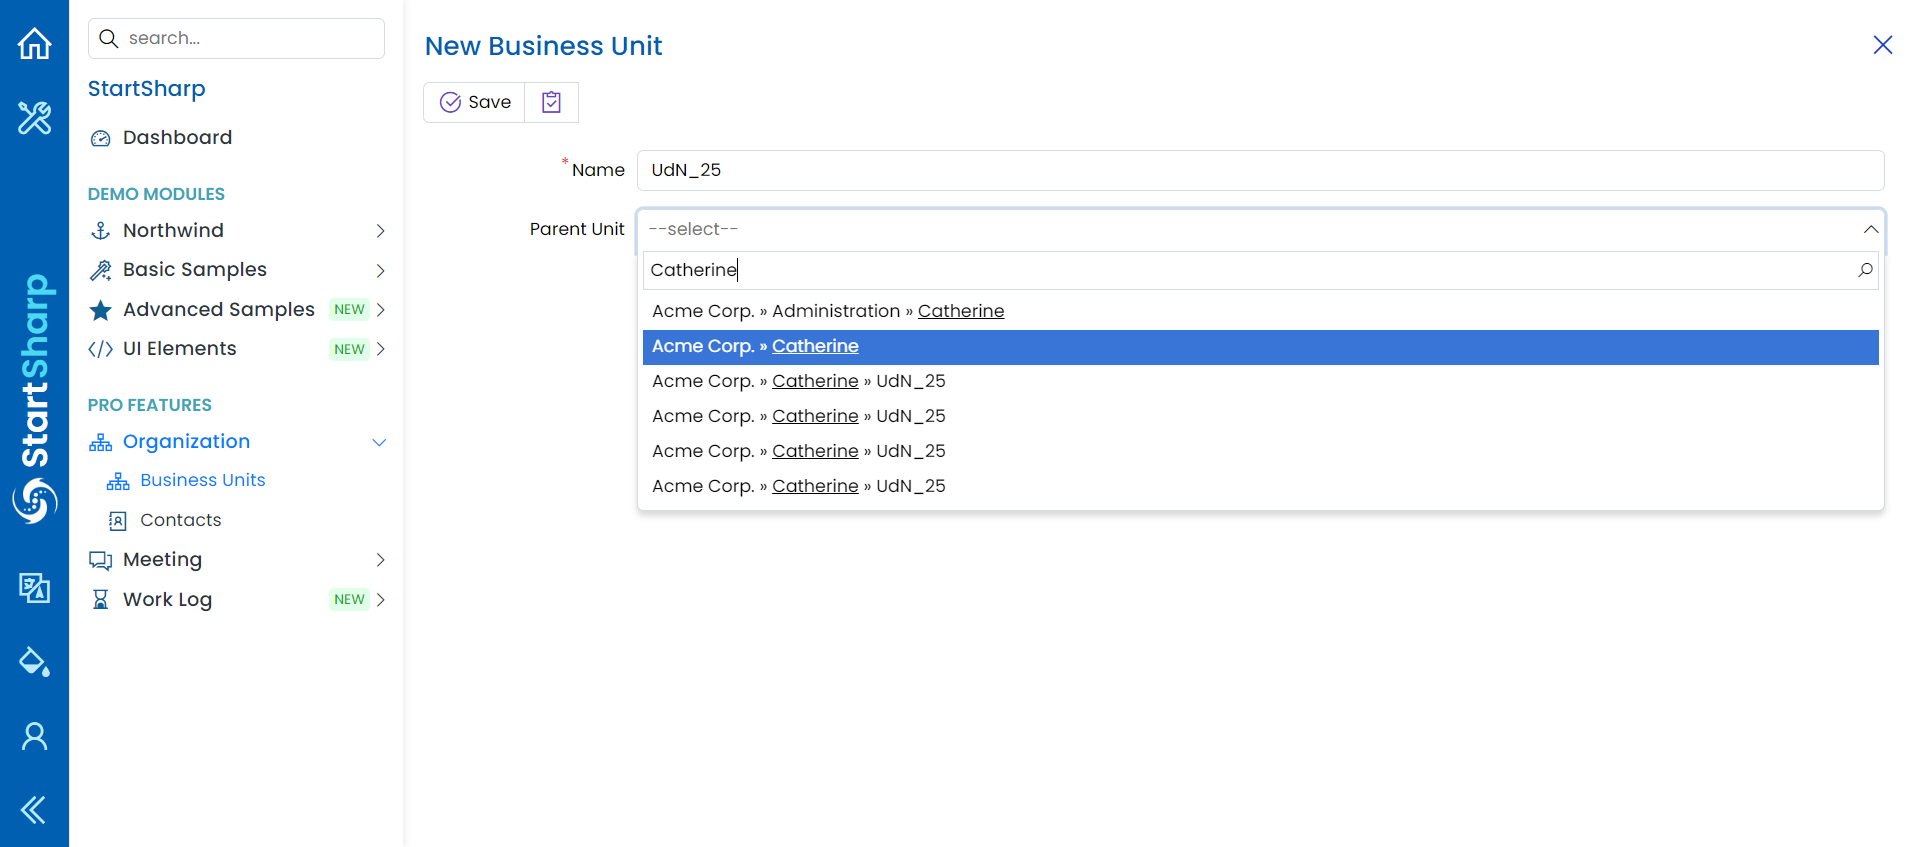 search...
StartSharp
Dashboard
DEMO MODULES
Northwind
Basic Samples
Advanced Samples NEW
UI Elements NEW
PRO FEATURES
Organization
Business Units
Contacts
Meeting
Work Log NEW
StartSharp
New Business Unit
Save
* Name UdN_25
Parent Unit --select--
Catherine
Acme Corp. » Administration » Catherine
Acme Corp. » Catherine
Acme Corp. » Catherine » UdN_25
Acme Corp. » Catherine » UdN_25
Acme Corp. » Catherine » UdN_25
Acme Corp. » Catherine » UdN_25